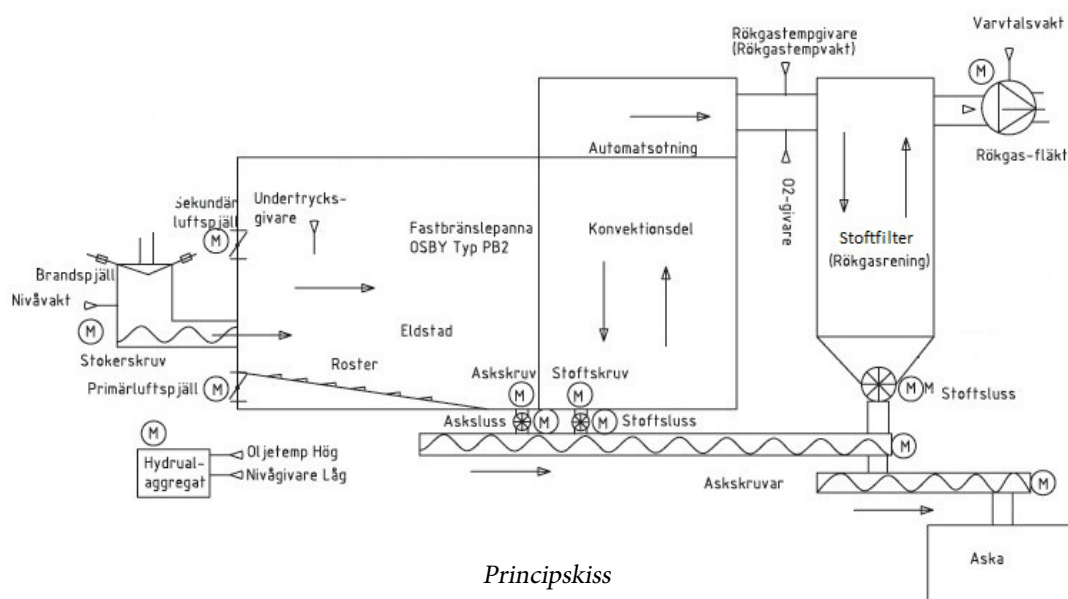 Varvtalsvakt
Rökgastempgivare
(Rökgastempvakt)
M
Rökgas-fläkt
Automatsotning
O2-givare
Sekundär
luftspjäll
M
Undertrycks-
givare
Fastbränslepanna
OSBY Typ PB2
Konvektionsdel
Stoftfilter
(Rökgasrening)
Brandspjäll
Nivåvakt
M
Stokerskruv
Eldstad
Roster
Primärluftspjäll
M
Askskruv
M
Stoftskruv
M
M M
Stoftsluss
Asksluss
M
M
Stoftsluss
M
M
Hydrual-
aggregat
Oljetemp Hög
Nivågivare Låg
Askskruvar
M
Aska
Principskiss